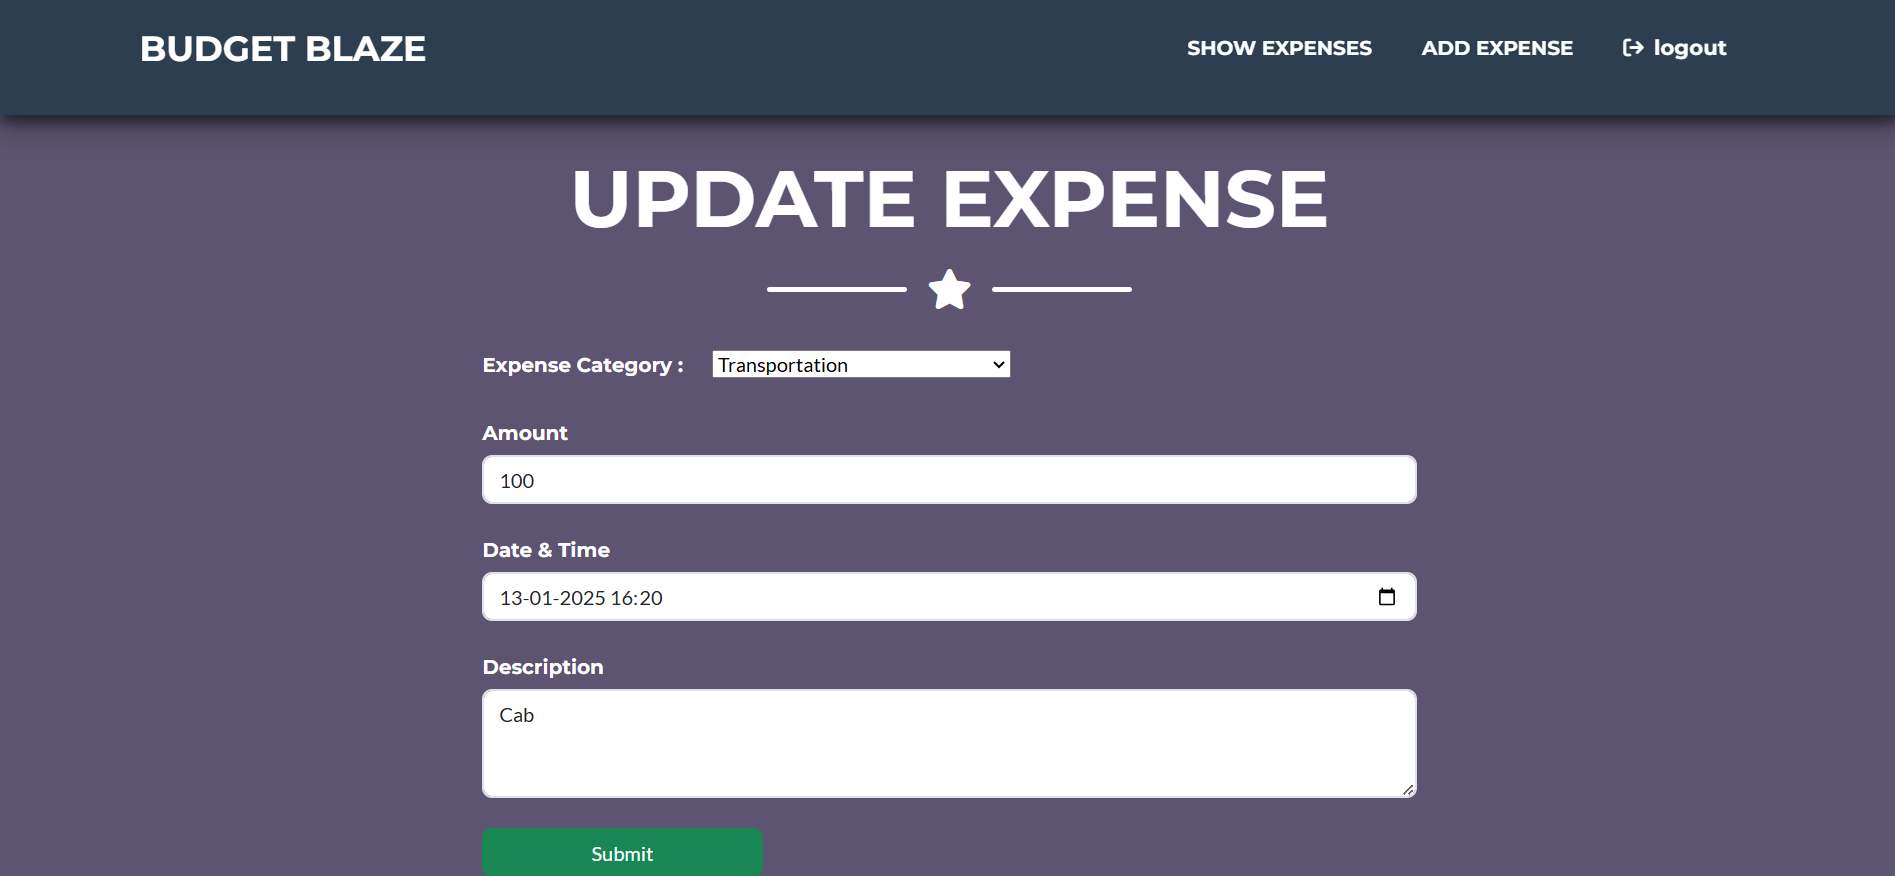 BUDGET BLAZE
SHOW EXPENSES
ADD EXPENSE
logout
UPDATE EXPENSE
Expense Category :
Transportation
Amount
100
Date & Time
13-01-2025 16:20
Description
Cab
Submit